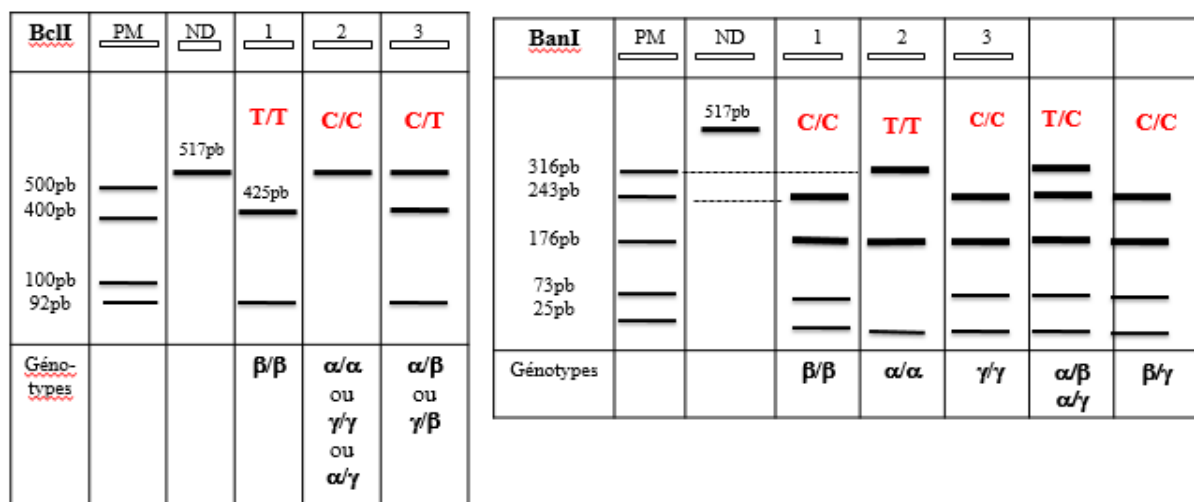 BclI PM ND 1 2 3
T/T C/C C/T
517pb
425pb
500pb
400pb
100pb
92pb
Géno-
types
β/β α/α α/β
ou ou
γ/γ γ/β
ou
α/γ
BanI PM ND 1 2 3
517pb
C/C T/T C/C T/C C/C
316pb
243pb
176pb
73pb
25pb
Génotypes β/β α/α γ/γ α/β β/γ
α/γ